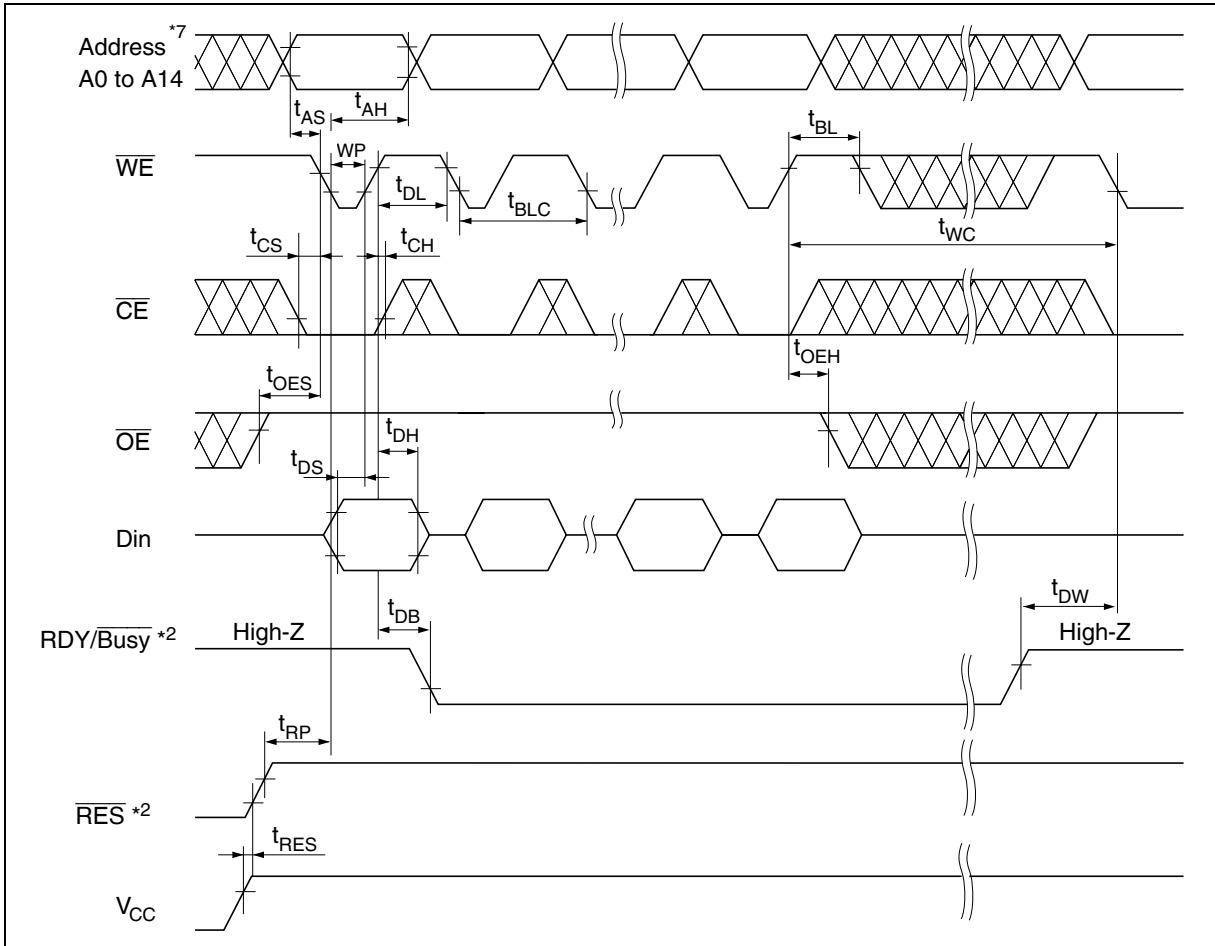 Address *7
A0 to A14
tAS
tAH
tBL
WE
WP
tDL
tBLC
tWC
tCS
tCH
CE
tOEH
tOES
OE
tDH
tDS
Din
tDB
tDW
RDY/Busy *2
High-Z
High-Z
tRP
RES *2
tRES
VCC